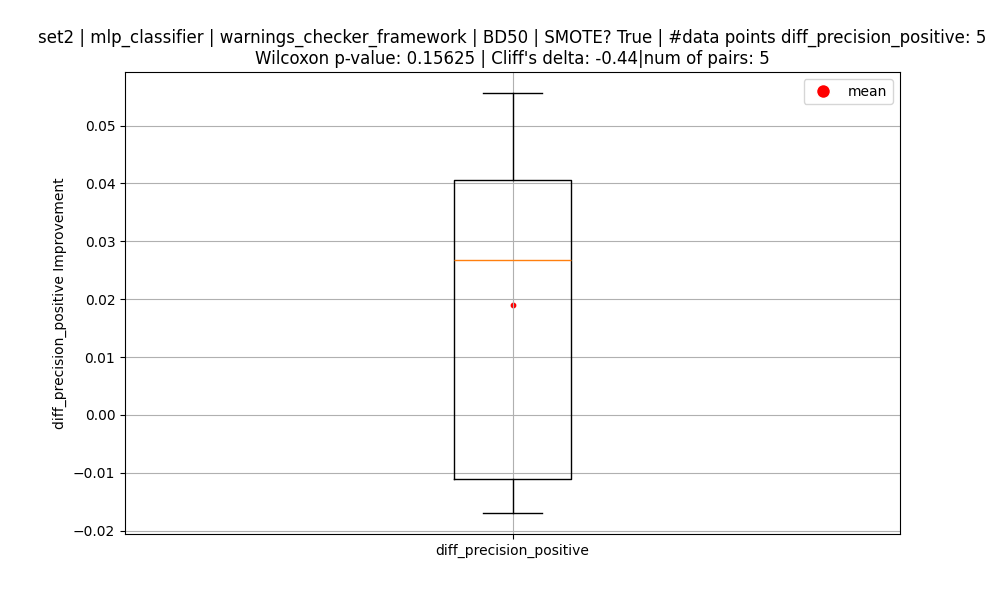 set2 | mlp_classifier | warnings_checker_framework | BD50 | SMOTE? True | #data points diff_precision_positive: 5
Wilcoxon p-value: 0.15625 | Cliff's delta: -0.44|num of pairs: 5
mean
0.05
0.04
0.03
0.02
0.01
0.00
−0.01
−0.02
diff_precision_positive Improvement
diff_precision_positive